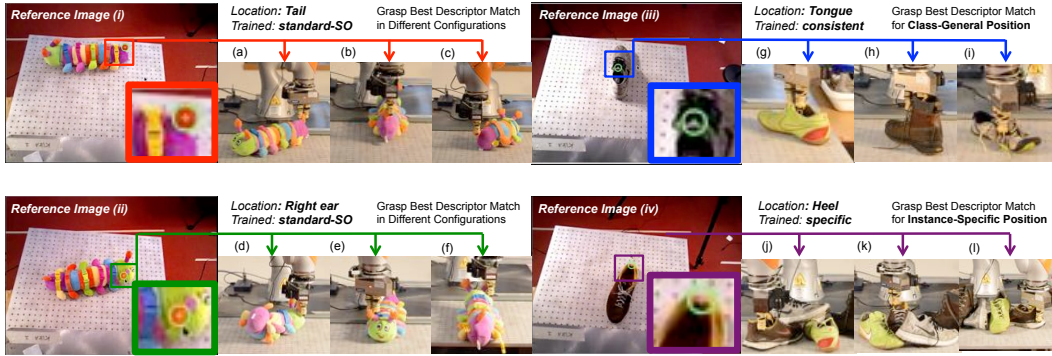 Reference Image (i)
Location: Tail
Trained: standard-SO
Grasp Best Descriptor Match
in Different Configurations
(a)
(b)
(c)
Reference Image (iii)
Location: Tongue
Trained: consistent
Grasp Best Descriptor Match
for Class-General Position
(g)
(h)
(i)
Reference Image (ii)
Location: Right ear
Trained: standard-SO
Grasp Best Descriptor Match
in Different Configurations
(d)
(e)
(f)
Reference Image (iv)
Location: Heel
Trained: specific
Grasp Best Descriptor Match
for Instance-Specific Position
(j)
(k)
(l)